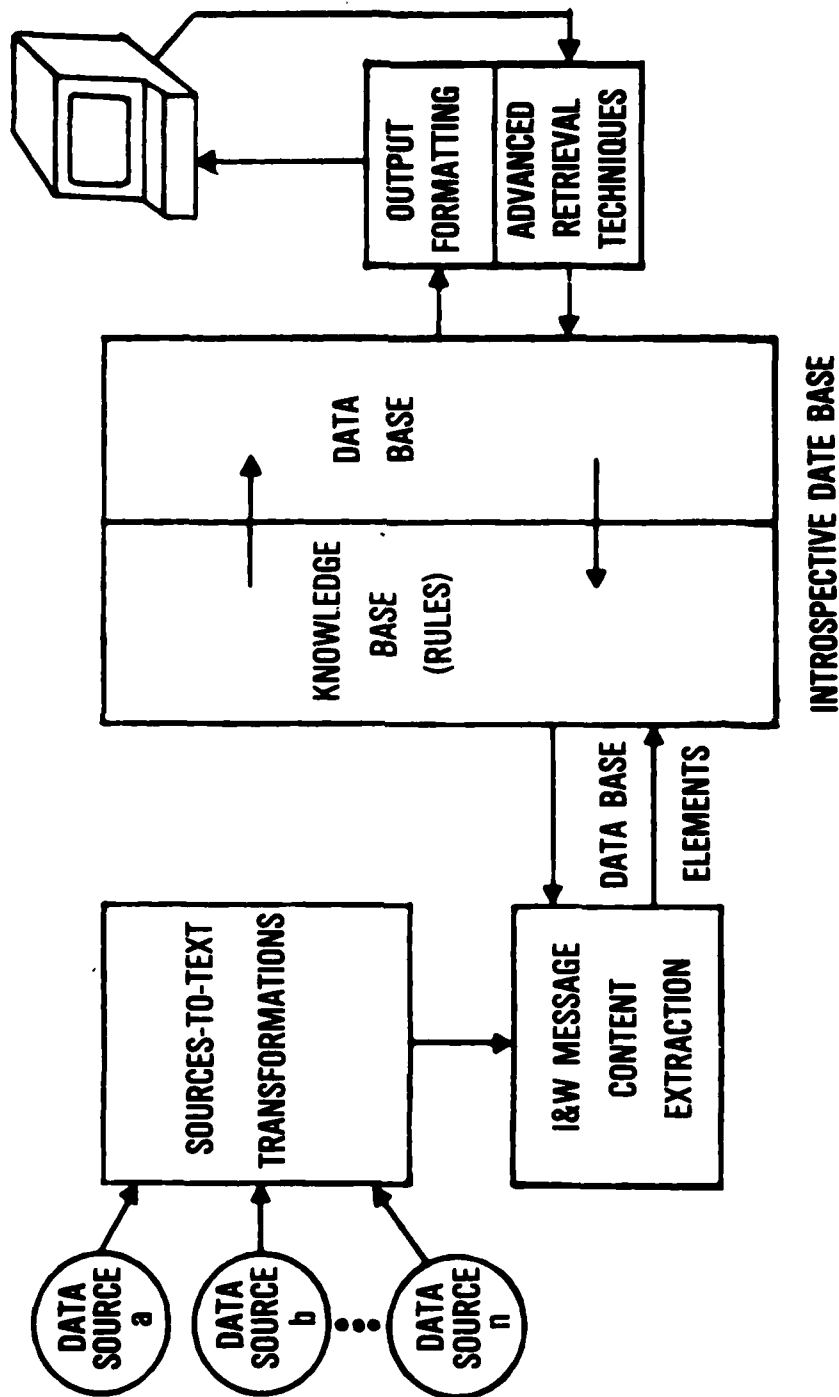 DATA
SOURCE
a
DATA
SOURCE
b
DATA
SOURCE
n
SOURCES-TO-TEXT
TRANSFORMATIONS
I&W MESSAGE
CONTENT
EXTRACTION
DATA BASE
ELEMENTS
KNOWLEDGE
BASE
(RULES)
DATA
BASE
INTROSPECTIVE DATE BASE
OUTPUT
FORMATTING
ADVANCED
RETRIEVAL
TECHNIQUES